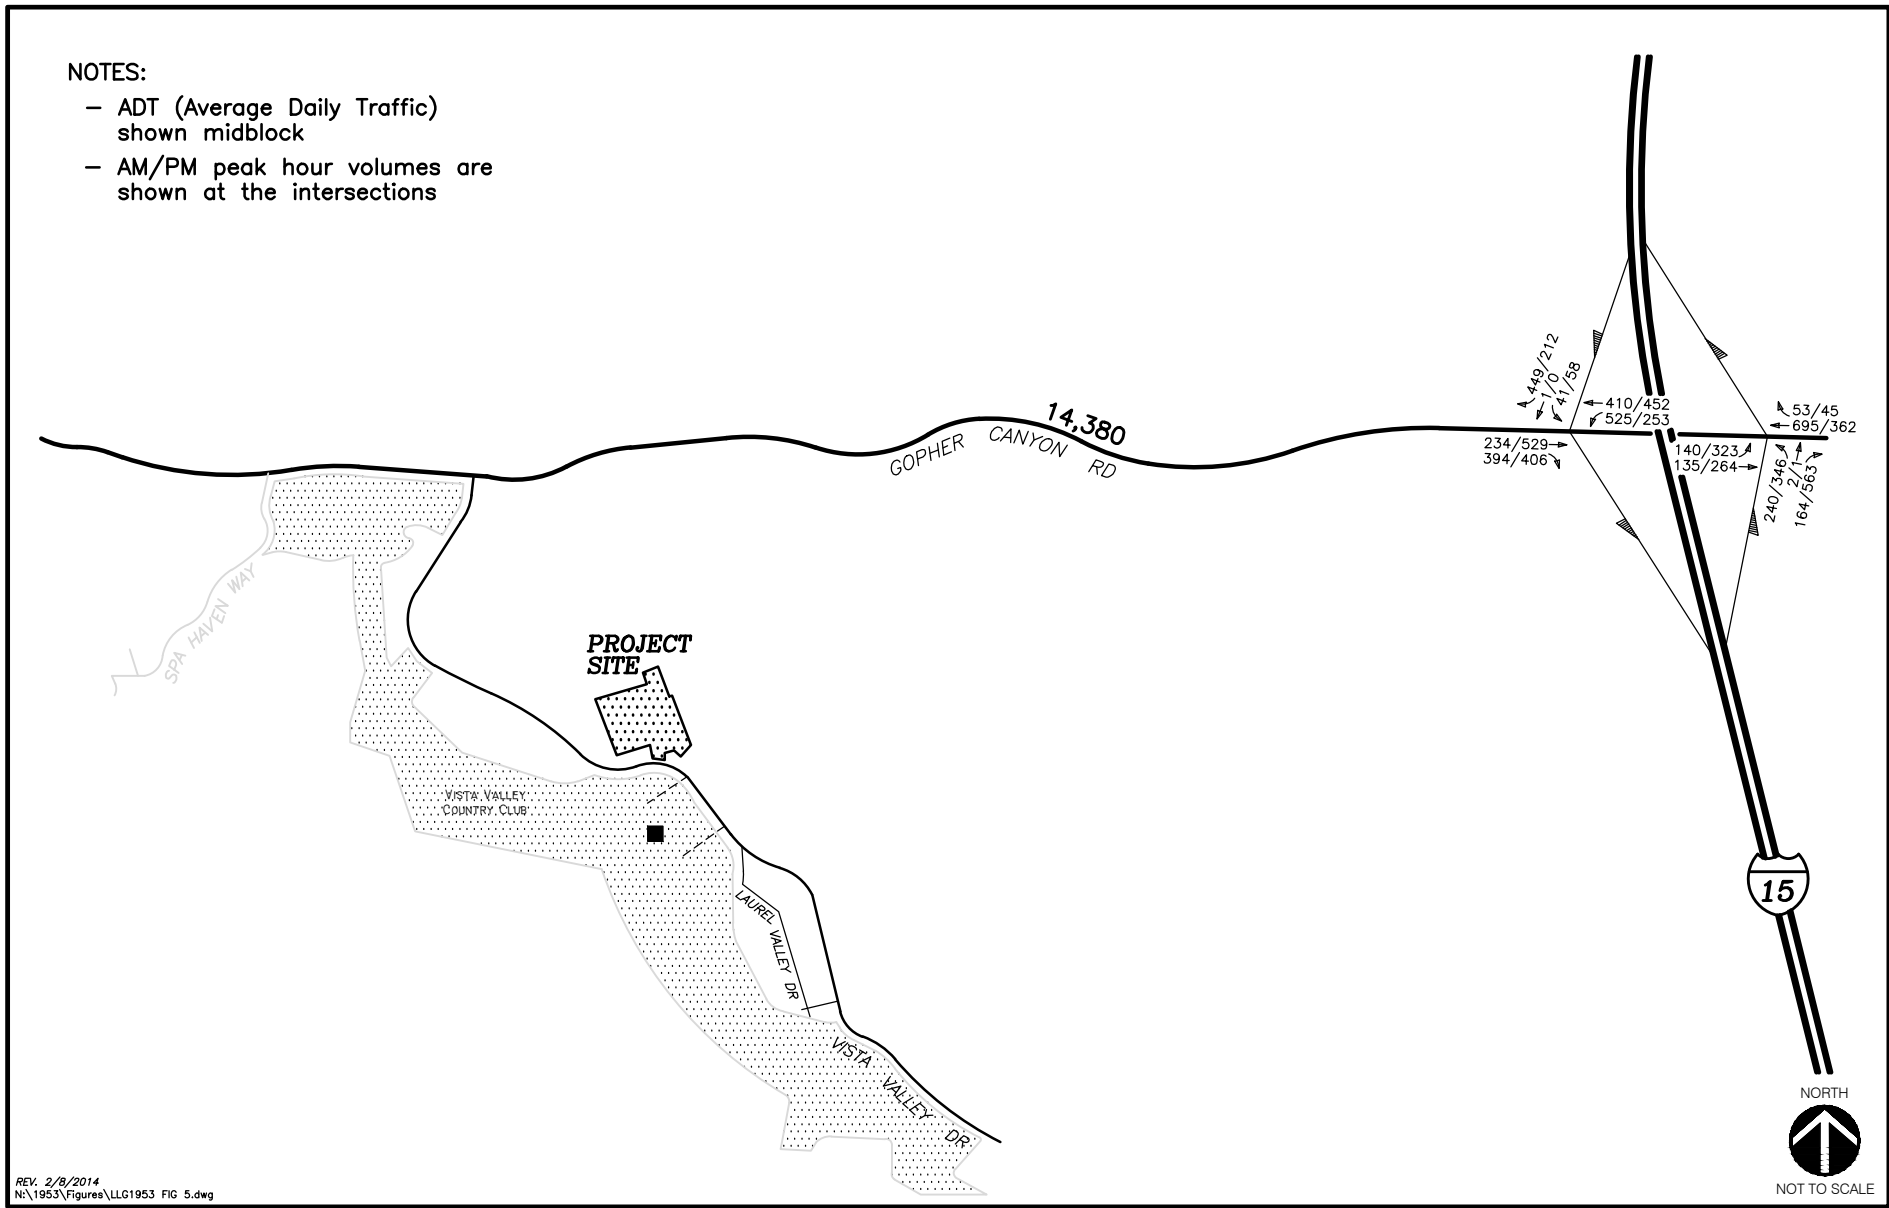 NOTES:
– ADT (Average Daily Traffic)
shown midblock
– AM/PM peak hour volumes are
shown at the intersections
14,380
GOPHER CANYON RD
449/212
1/0
41/58
410/452
525/253
53/45
695/362
234/529
394/406
140/323
135/264
240/346
2/1
164/563
SPA HAVEN WAY
PROJECT
SITE
VISTA VALLEY
COUNTRY CLUB
LAUREL VALLEY DR
15
VISTA VALLEY DR
NORTH
NOT TO SCALE
REV. 2/8/2014
N:\1953\Figures\LLG1953 FIG 5.dwg